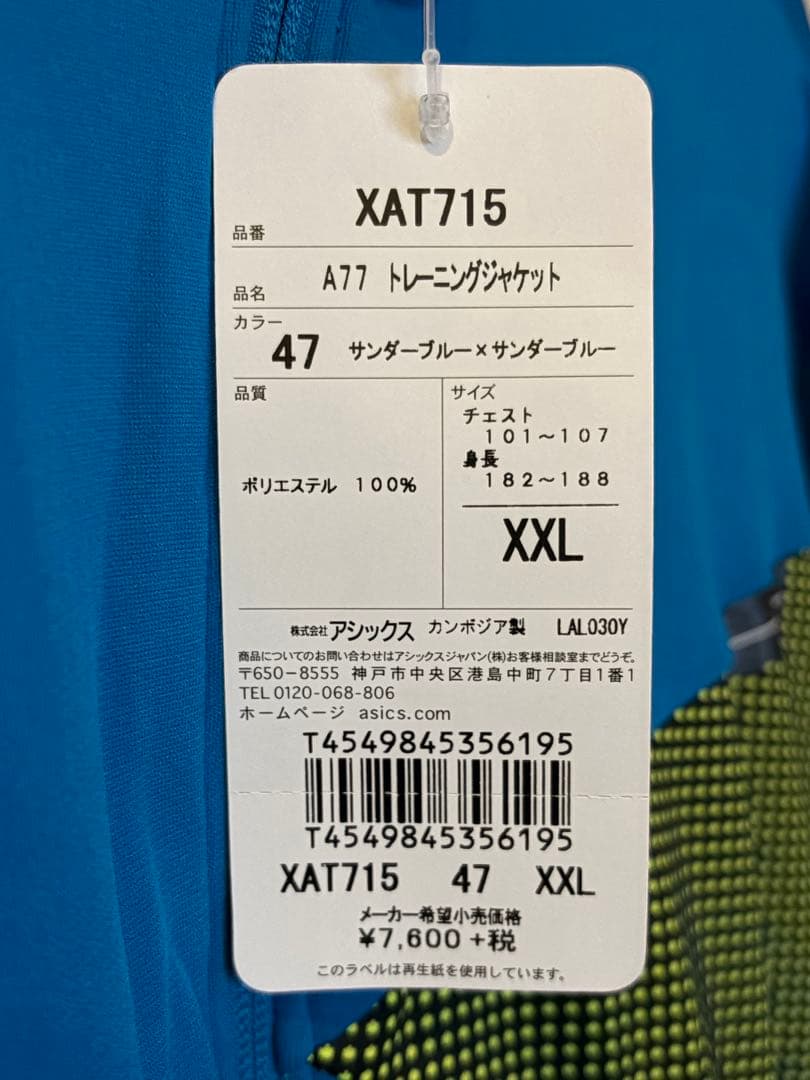 XAT715
品番
A77 トレーニングジャケット
品名
カラー
47 サンダーブルー×サンダーブルー
品質
ポリエステル 100%
サイズ
チェスト
101~107
身長
182~188
XXL
株式会社アシックス カンボジア製 LAL030Y
商品についてのお問い合わせはアシックスジャパン(株)お客様相談室までどうぞ。
〒650-8555 神戸市中央区港島中町7丁目1番1
TEL 0120-068-806
ホームページ asics.com
T4549845356195
T4549845356195
XAT715 47 XXL
メーカー希望小売価格
¥7,600+税
このラベルは再生紙を使用しています。